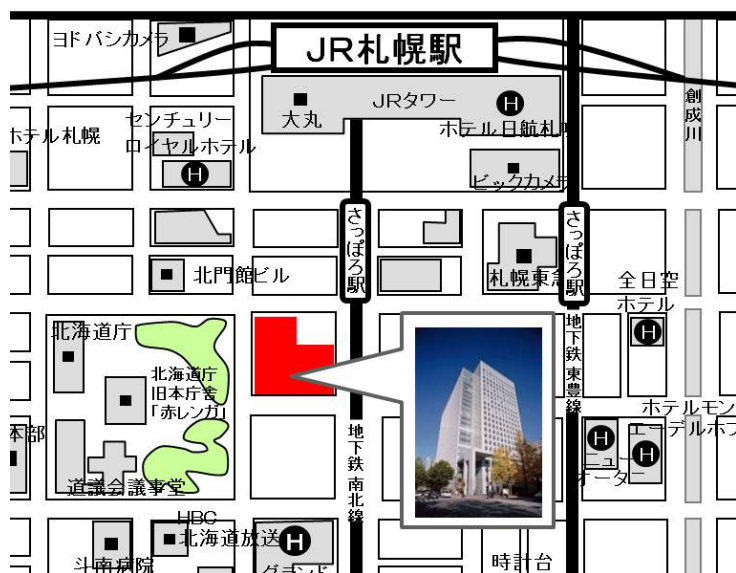 ヨドバシカメラ
JR札幌駅
JRタワー
大丸
ホテル日航札
創成川
センチュリー
ロイヤルホテル
ホテル札幌
ビックカメラ
さっぽろ駅
さっぽろ駅
北門館ビル
札幌東急
全日空
ホテル
北海道庁
北海道庁
旧本庁舎
「赤レンガ」
地下鉄東豊線
ホテルモン
エーデルホフ
本部
ニュー
オータニ
地下鉄南北線
道議会議事堂
HBC
北海道放送
斗南病院
グランド
時計台
H
H
H
H
H
H